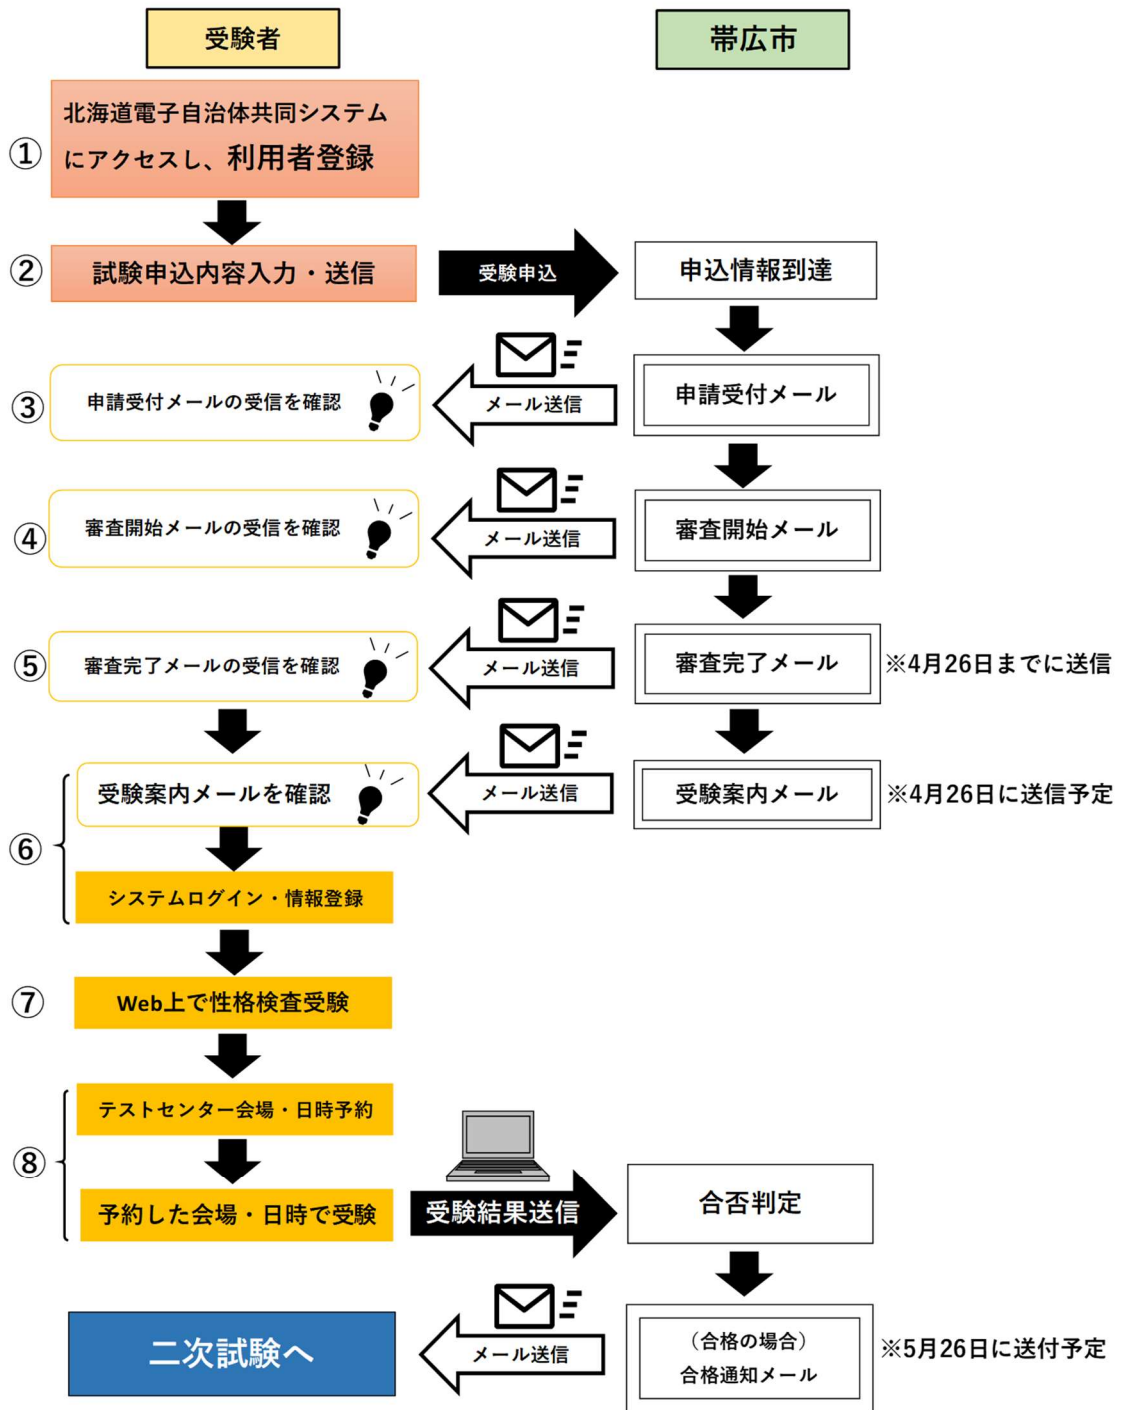 受験者
帯広市
①
北海道電子自治体共同システム
にアクセスし、利用者登録
②
試験申込内容入力・送信
受験申込
申込情報到達
③
申請受付メールの受信を確認
メール送信
申請受付メール
④
審査開始メールの受信を確認
メール送信
審査開始メール
⑤
審査完了メールの受信を確認
メール送信
審査完了メール
※4月26日までに送信
⑥
受験案内メールを確認
メール送信
受験案内メール
※4月26日に送信予定
システムログイン・情報登録
⑦
Web上で性格検査受験
⑧
テストセンター会場・日時予約
予約した会場・日時で受験
受験結果送信
合否判定
二次試験へ
メール送信
（合格の場合）
合格通知メール
※5月26日に送付予定